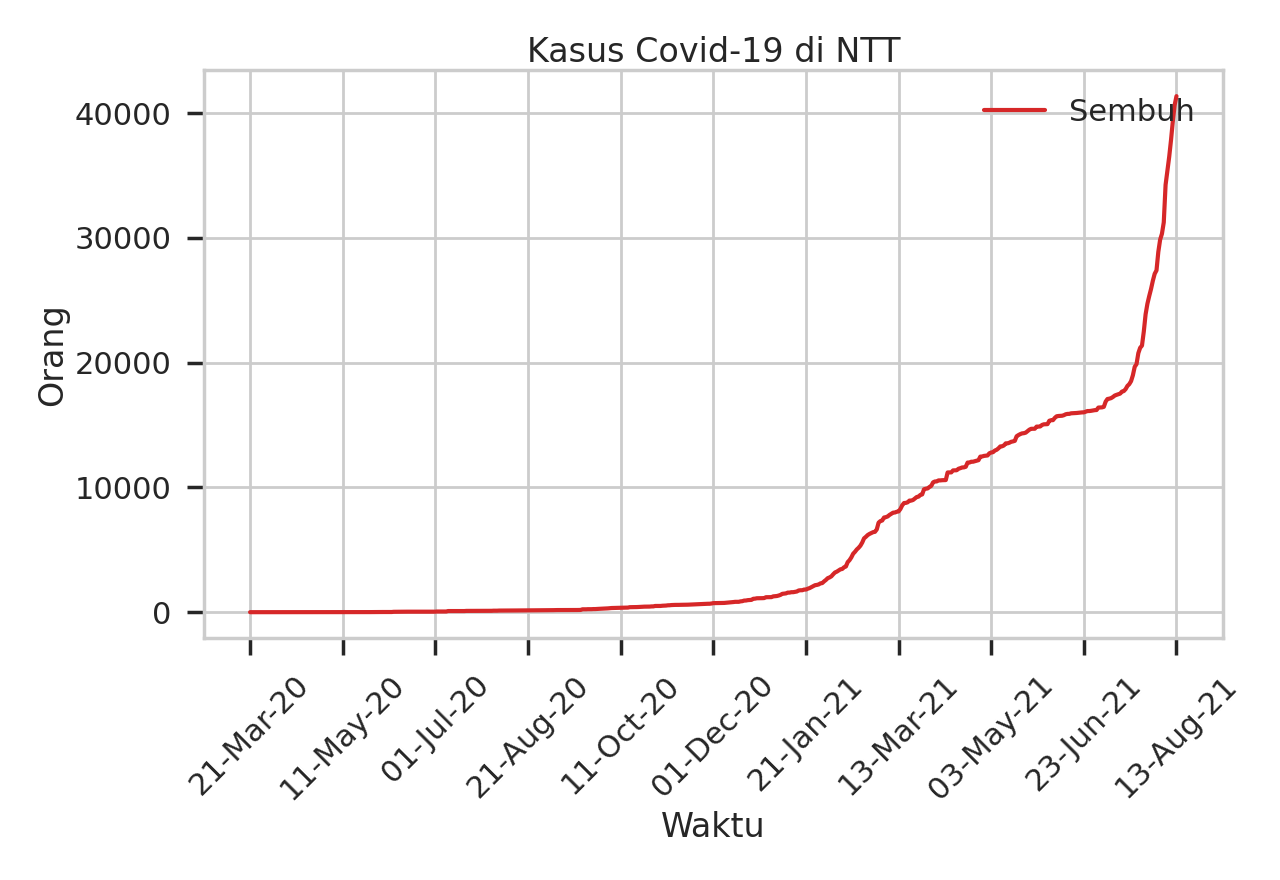 Kasus Covid-19 di NTT
Sembuh
40000
30000
20000
10000
0
Orang
21-Mar-20
11-May-20
01-Jul-20
21-Aug-20
11-Oct-20
01-Dec-20
21-Jan-21
13-Mar-21
03-May-21
23-Jun-21
13-Aug-21
Waktu